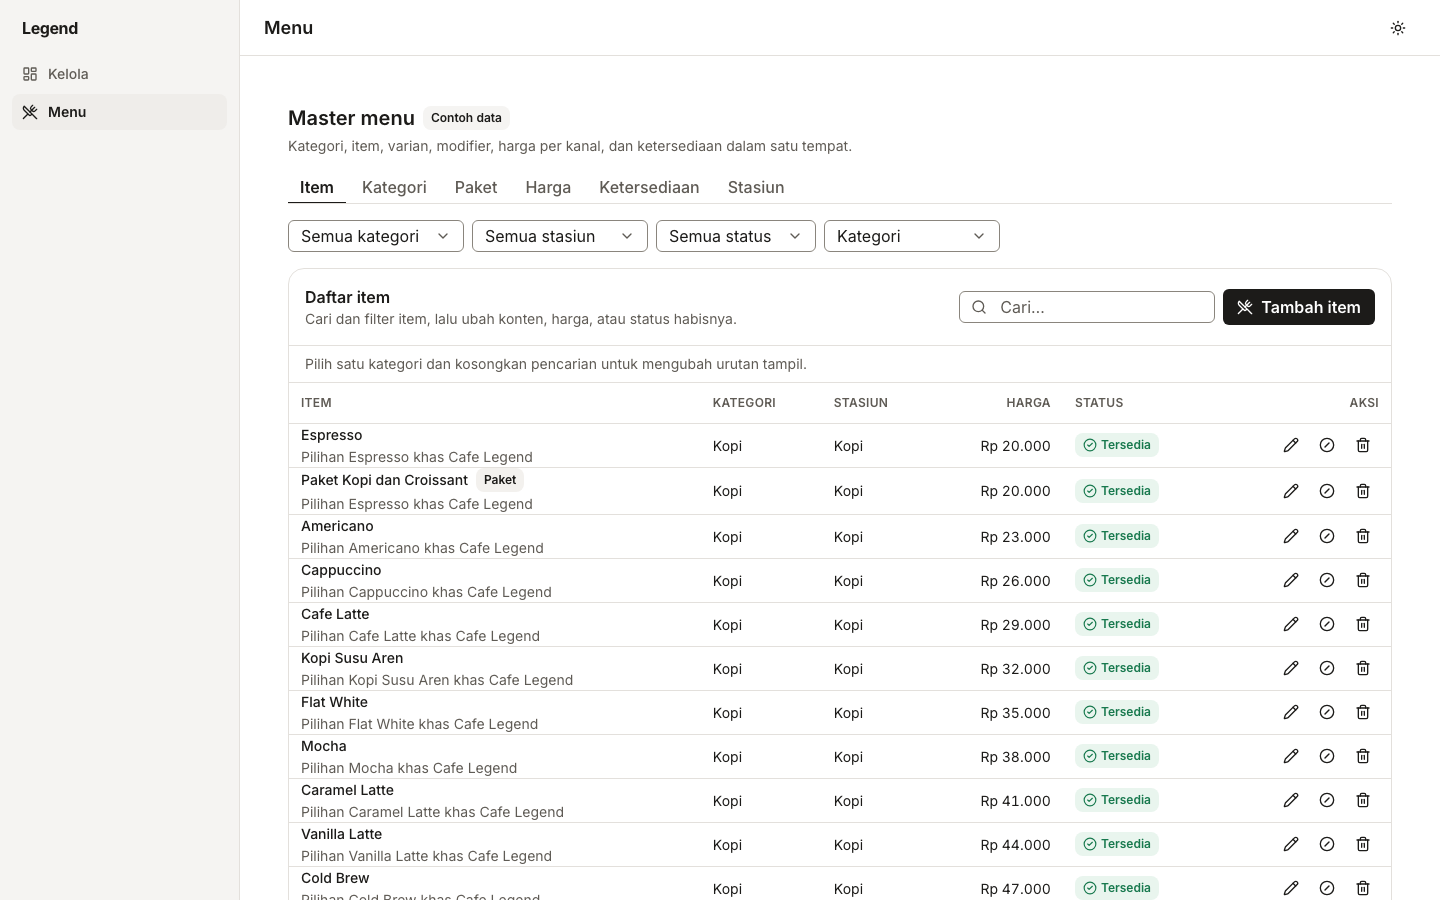 Legend
Menu
Kelola
Menu
Master menu
Contoh data
Kategori, item, varian, modifier, harga per kanal, dan ketersediaan dalam satu tempat.
Item Kategori Paket Harga Ketersediaan Stasiun
Semua kategori Semua stasiun Semua status Kategori
Daftar item
Cari dan filter item, lalu ubah konten, harga, atau status habisnya.
Cari...
Tambah item
Pilih satu kategori dan kosongkan pencarian untuk mengubah urutan tampil.
ITEM KATEGORI STASIUN HARGA STATUS AKSI
Espresso
Pilihan Espresso khas Cafe Legend
Kopi Kopi Rp 20.000 Tersedia
Paket Kopi dan Croissant Paket
Pilihan Espresso khas Cafe Legend
Kopi Kopi Rp 20.000 Tersedia
Americano
Pilihan Americano khas Cafe Legend
Kopi Kopi Rp 23.000 Tersedia
Cappuccino
Pilihan Cappuccino khas Cafe Legend
Kopi Kopi Rp 26.000 Tersedia
Cafe Latte
Pilihan Cafe Latte khas Cafe Legend
Kopi Kopi Rp 29.000 Tersedia
Kopi Susu Aren
Pilihan Kopi Susu Aren khas Cafe Legend
Kopi Kopi Rp 32.000 Tersedia
Flat White
Pilihan Flat White khas Cafe Legend
Kopi Kopi Rp 35.000 Tersedia
Mocha
Pilihan Mocha khas Cafe Legend
Kopi Kopi Rp 38.000 Tersedia
Caramel Latte
Pilihan Caramel Latte khas Cafe Legend
Kopi Kopi Rp 41.000 Tersedia
Vanilla Latte
Pilihan Vanilla Latte khas Cafe Legend
Kopi Kopi Rp 44.000 Tersedia
Cold Brew
Pilihan Cold Brew khas Cafe Legend
Kopi Kopi Rp 47.000 Tersedia